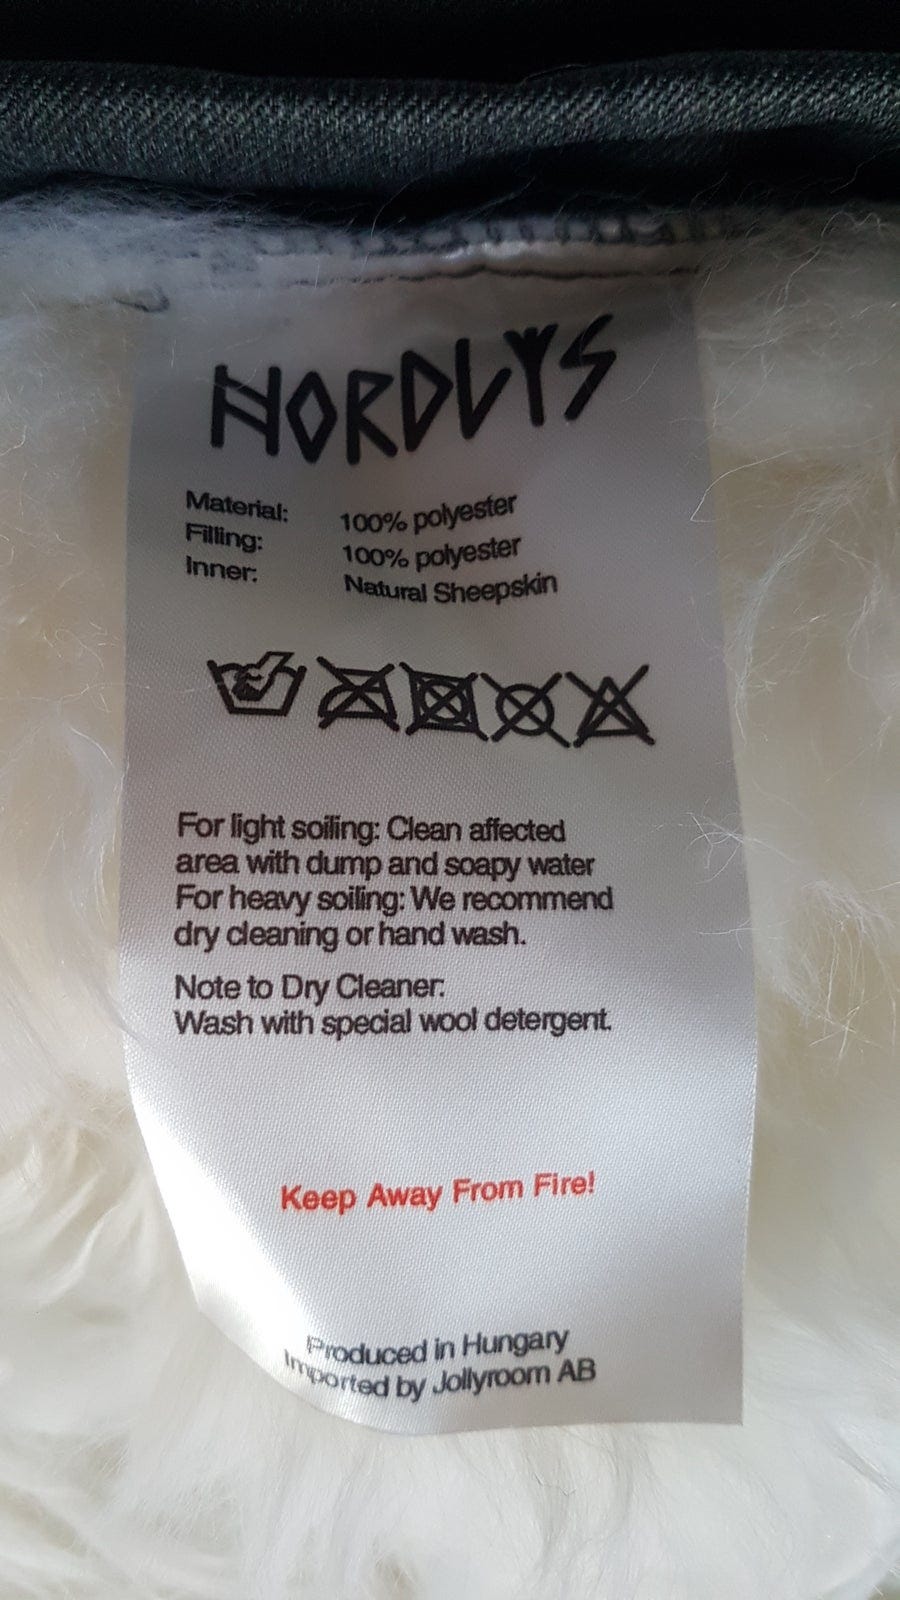 NORDLYS
Material: 100% polyester
Filling: 100% polyester
Inner: Natural Sheepskin
For light soiling: Clean affected
area with dump and soapy water
For heavy soiling: We recommend
dry cleaning or hand wash.
Note to Dry Cleaner:
Wash with special wool detergent.
Keep Away From Fire!
Produced in Hungary
Imported by Jollyroom AB